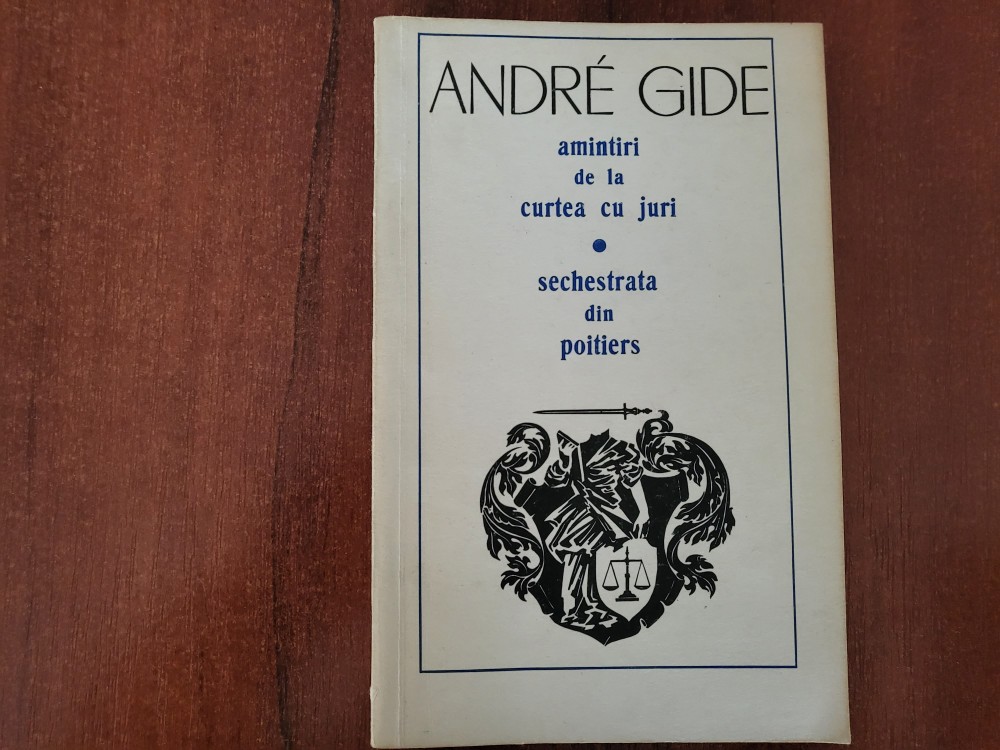 ANDRÉ GIDE
amintiri
de la
curtea cu juri
sechestrata
din
poitiers